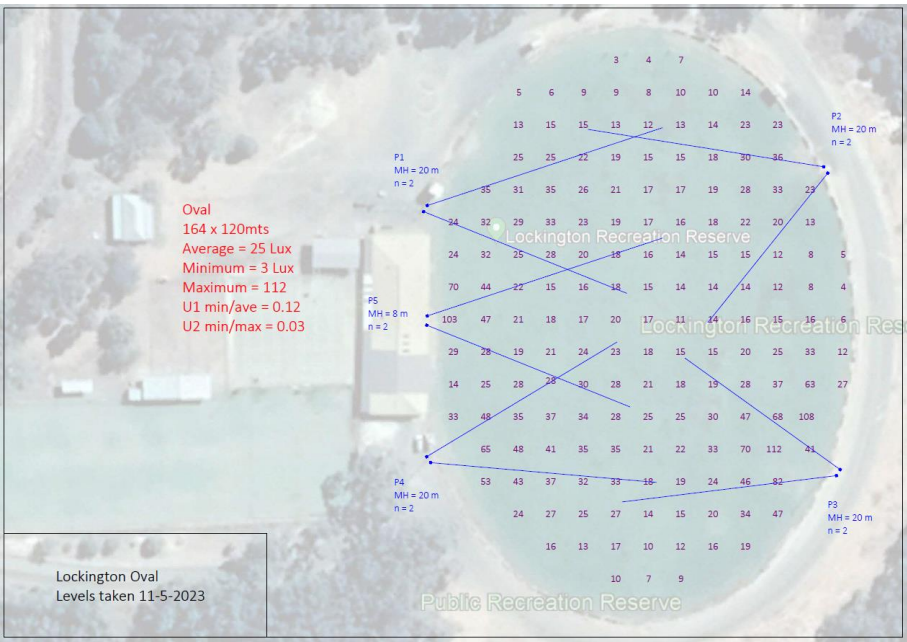 3 4 7
5 6 9 9 8 10 10 14
13 15 15 13 12 13 14 23 23
P2
MH = 20 m
n = 2
25 25 22 19 15 15 18 30 36
P1
MH = 20 m
n = 2
35 31 35 26 21 17 17 19 28 33 23
Oval
164 x 120mts
Average = 25 Lux
Minimum = 3 Lux
Maximum = 112
U1 min/ave = 0.12
U2 min/max = 0.03
24 32 29 33 23 19 17 16 18 22 20 13
Lockington Recreation Reserve
24 32 25 28 20 18 16 14 15 15 12 8 5
70 44 22 15 16 18 15 14 14 14 12 8 4
P5
MH = 8 m
n = 2
103 47 21 18 17 20 17 11 14 16 15 16 6
Lockington Recreation Res
29 28 19 21 24 23 18 15 15 20 25 33 12
14 25 28 28 30 28 21 18 19 28 37 63 27
33 48 35 37 34 28 25 25 30 47 68 108
65 48 41 35 35 21 22 33 70 112 41
P4
MH = 20 m
n = 2
53 43 37 32 33 18 19 24 46 82
P3
MH = 20 m
n = 2
24 27 25 27 14 15 20 34 47
16 13 17 10 12 16 19
10 7 9
Lockington Oval
Levels taken 11-5-2023
Public Recreation Reserve